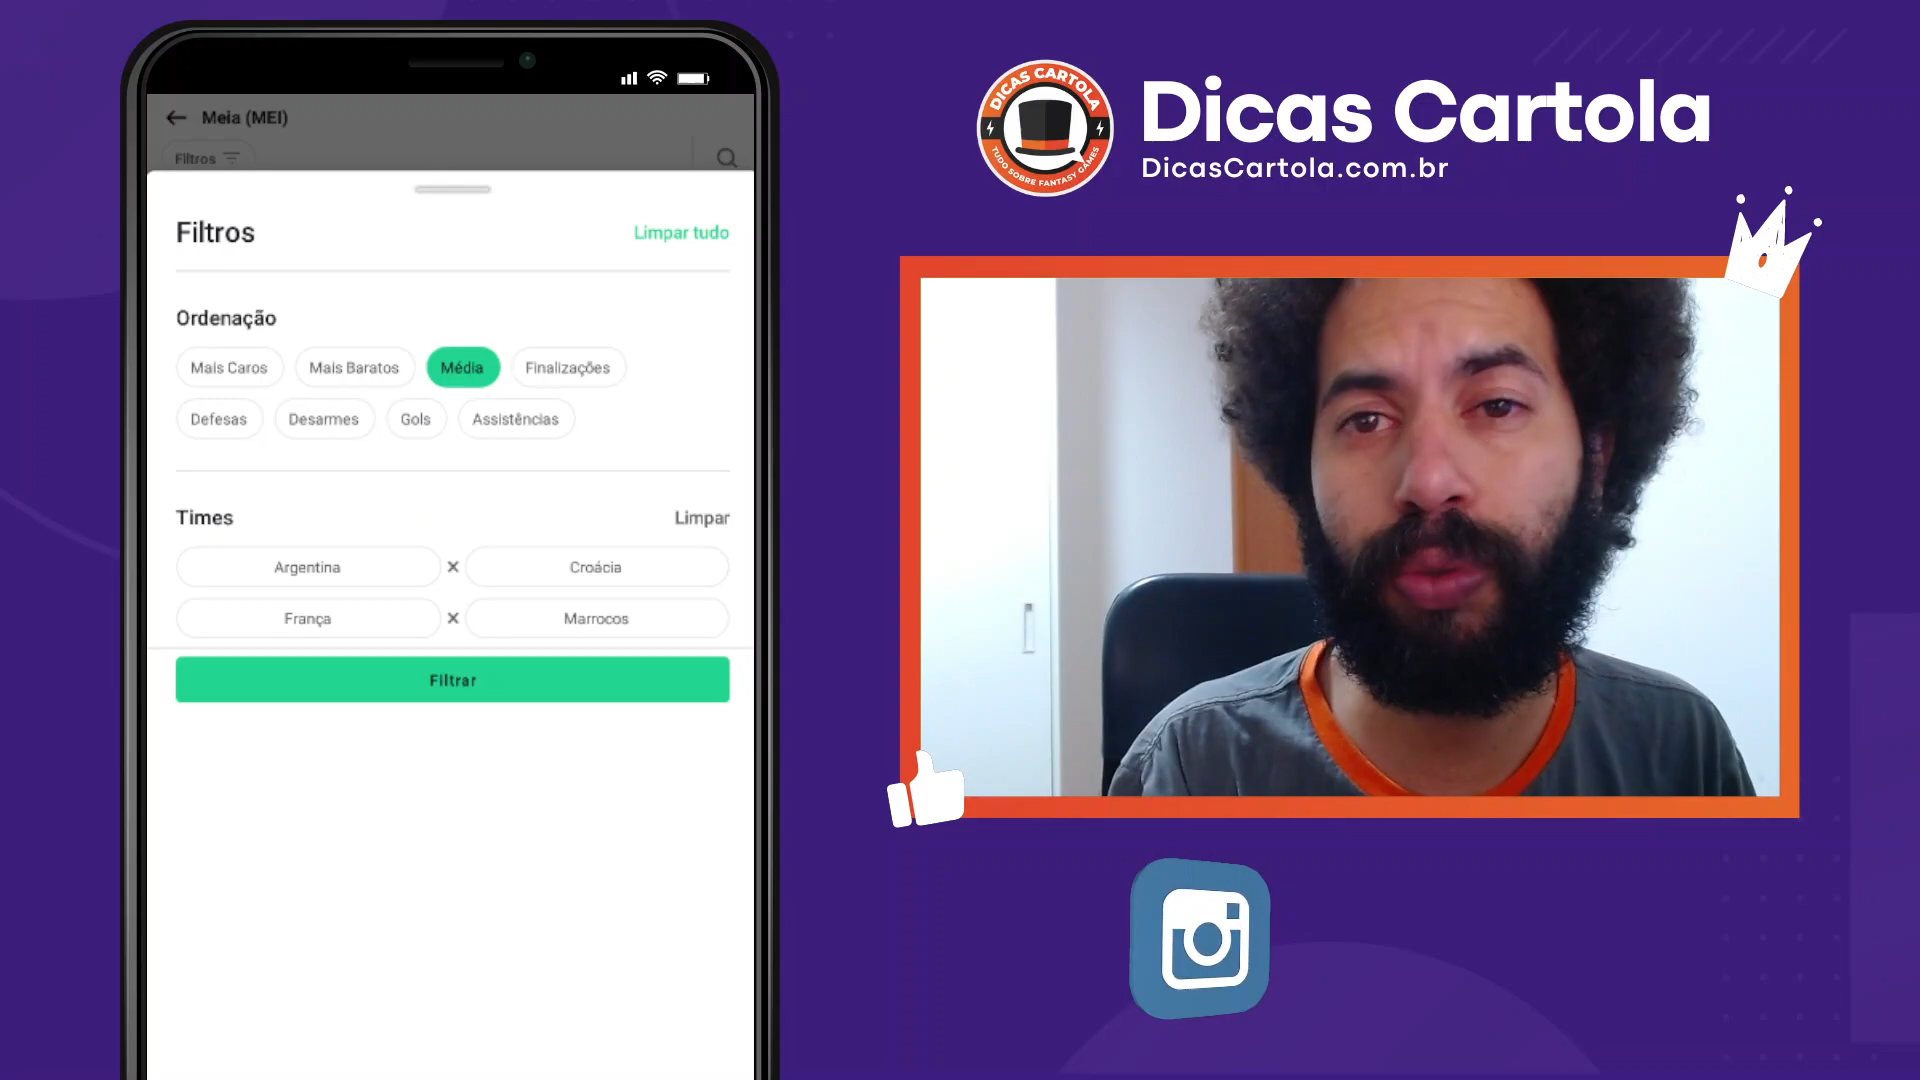 Meia (MEI)
Filtros
Filtros
Limpar tudo
Ordenação
Mais Caros
Mais Baratos
Média
Finalizações
Defesas
Desarmes
Gols
Assistências
Times
Limpar
Argentina
×
Croácia
França
×
Marrocos
Filtrar
DICAS CARTOLA
TUDO SOBRE FANTASY GAMES
Dicas Cartola
DicasCartola.com.br